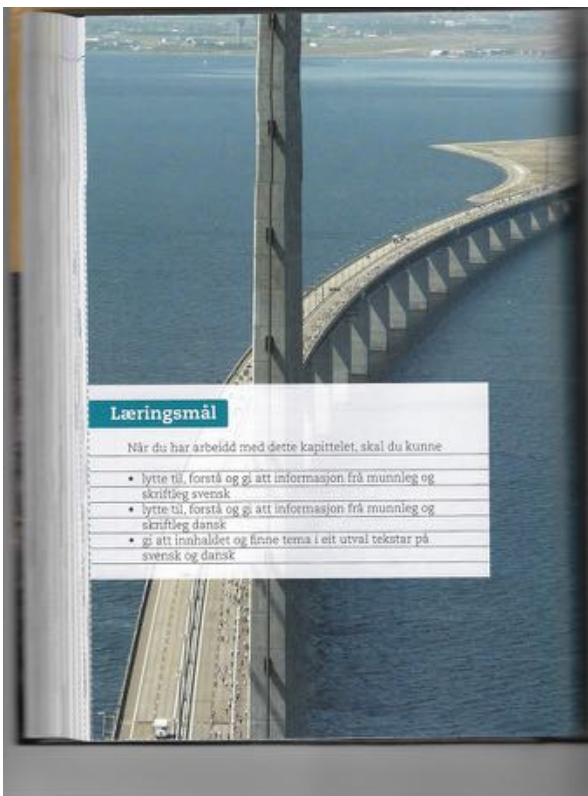 Læringsmål
Når du har arbeidd med dette kapittelet, skal du kunne
• lytte til, forstå og gi att informasjon frå munnleg og
skriftleg svensk
• lytte til, forstå og gi att informasjon frå munnleg og
skriftleg dansk
• gi att innhaldet og finne tema i eit utval tekstar på
svensk og dansk